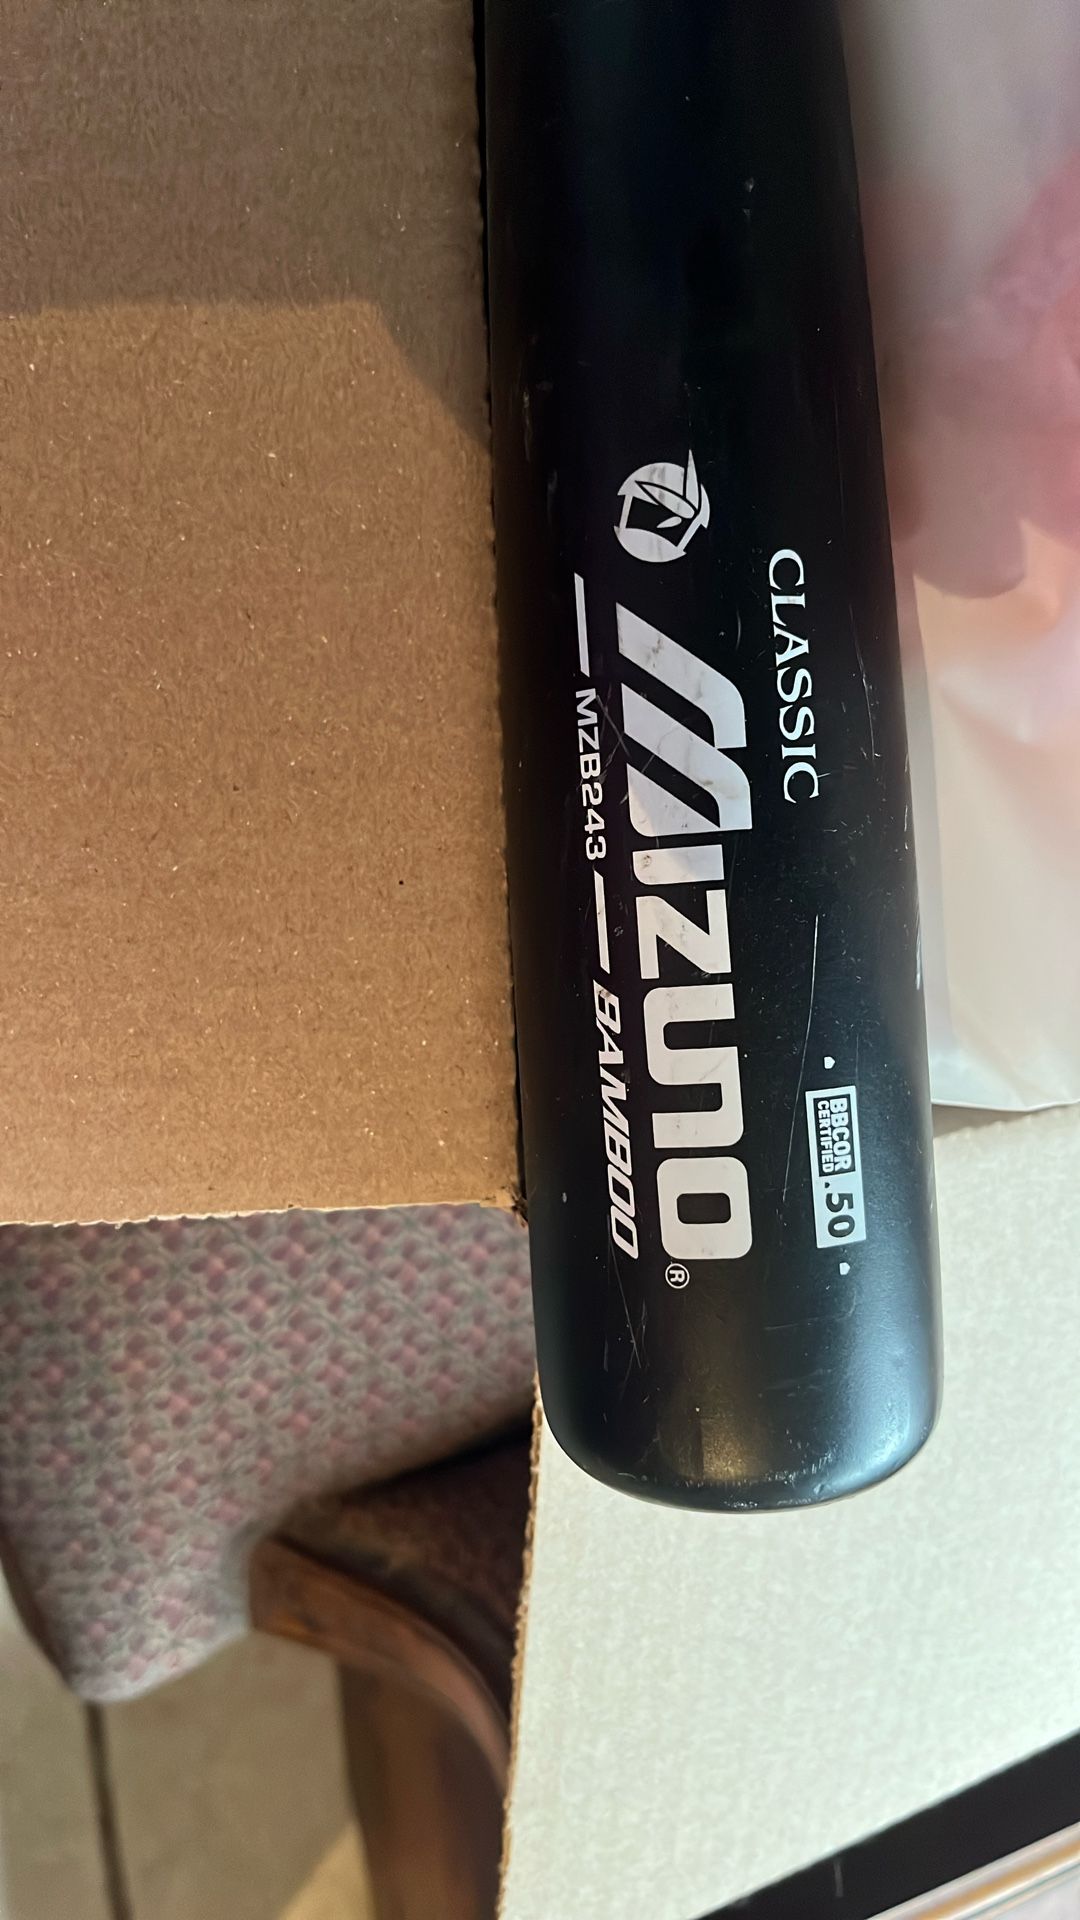 CLASSIC
Mizuno®
MZB243 BAMBOO
BBCOR
CERTIFIED
.50